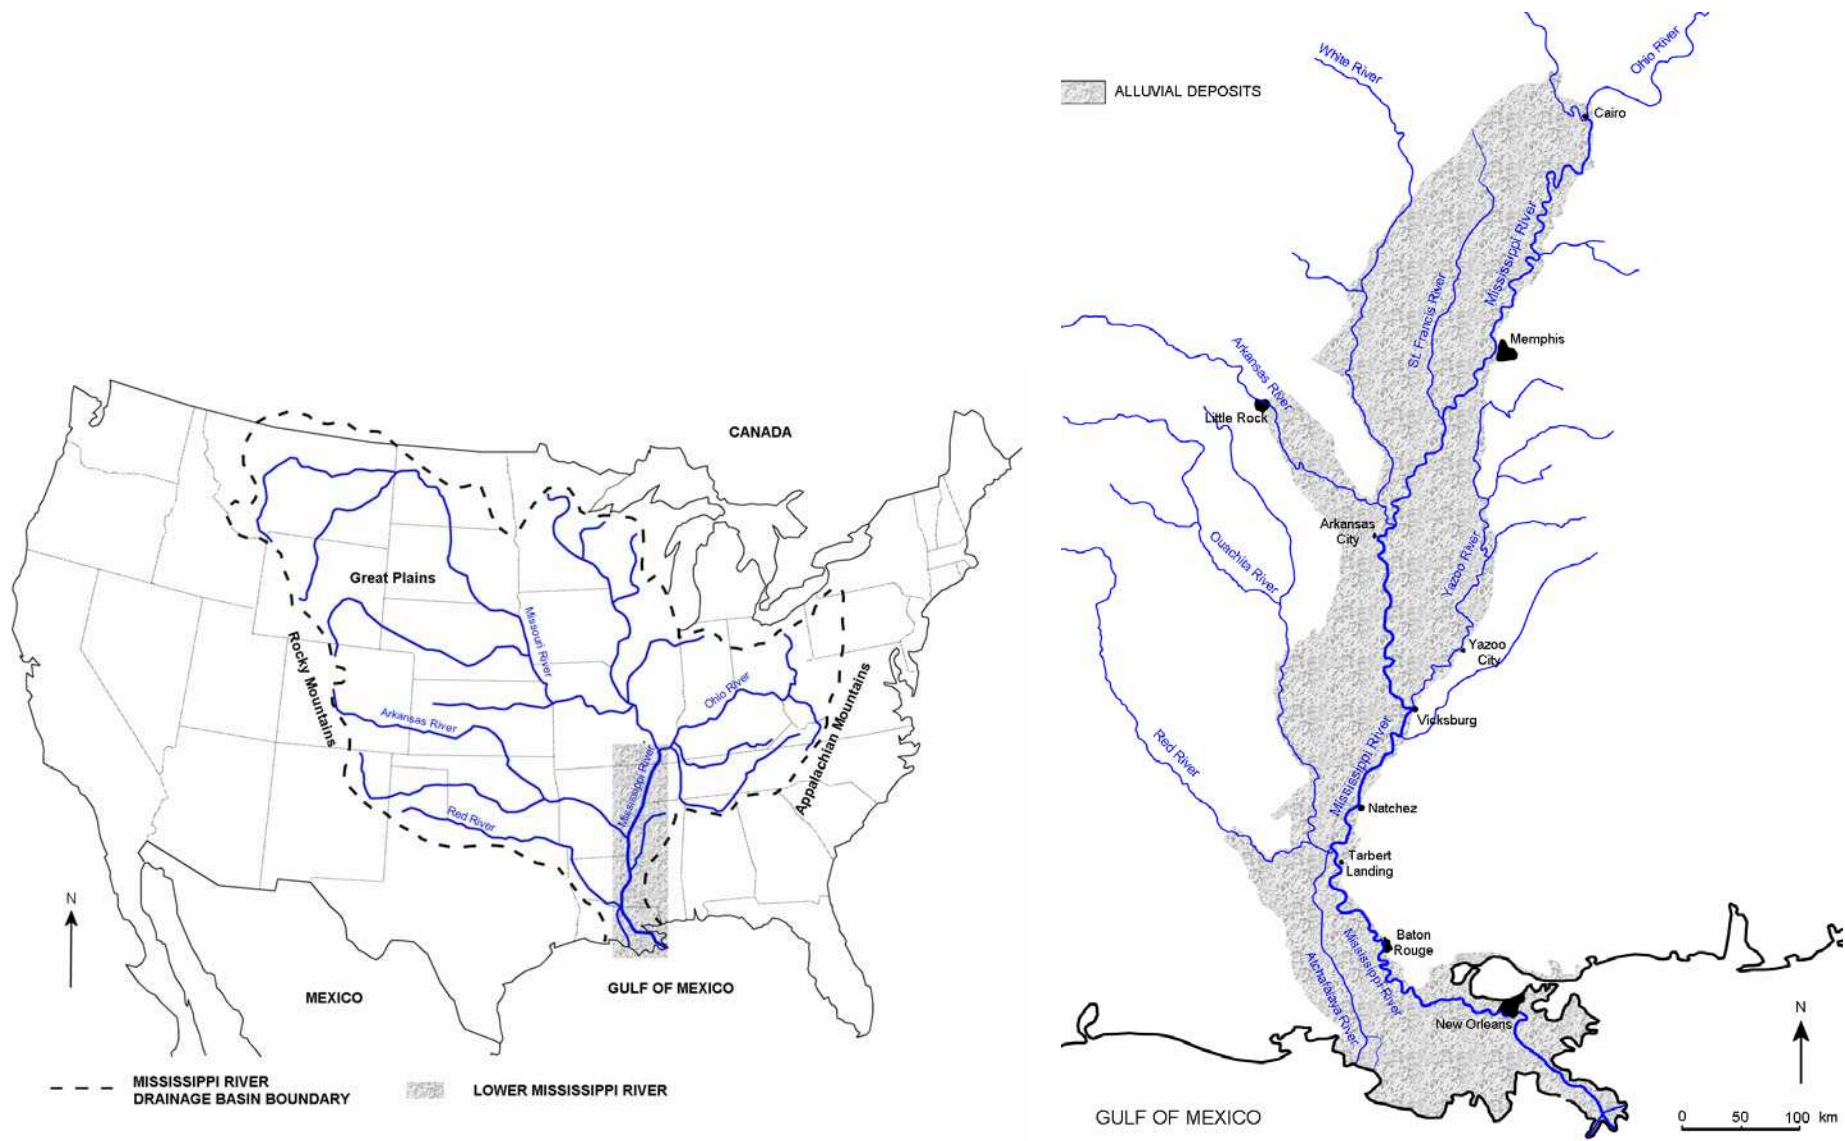 CANADA
Great Plains
Missouri River
Rocky Mountains
Arkansas River
Ohio River
Appalachian Mountains
Mississippi River
Red River
N
MEXICO
GULF OF MEXICO
MISSISSIPPI RIVER
DRAINAGE BASIN BOUNDARY
LOWER MISSISSIPPI RIVER
White River
Ohio River
ALLUVIAL DEPOSITS
Cairo
Mississippi River
St. Francis River
Memphis
Arkansas River
Little Rock
Arkansas
City
Ouachita River
Yazoo River
Yazoo
City
Vicksburg
Red River
Mississippi River
Natchez
Tarbert
Landing
Baton
Rouge
Mississippi River
Atchafalaya River
New Orleans
N
GULF OF MEXICO
0 50 100 km